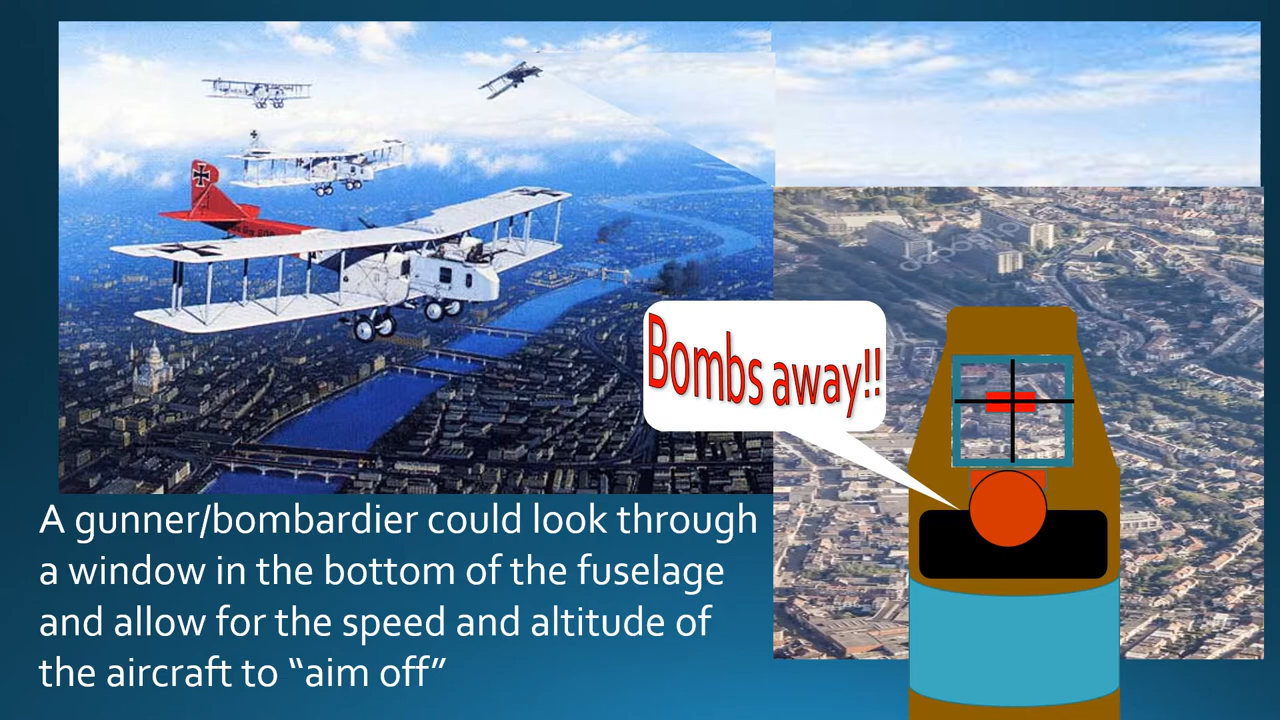 Bombs away!!
A gunner/bombardier could look through
a window in the bottom of the fuselage
and allow for the speed and altitude of
the aircraft to “aim off”